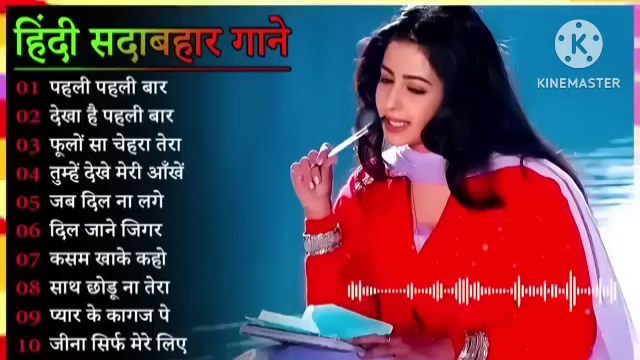 हिंदी सदाबहार गाने
01 पहली पहली बार
02 देखा है पहली बार
03 फूलों सा चेहरा तेरा
04 तुम्हें देखे मेरी आँखें
05 जब दिल ना लगे
06 दिल जाने जिगर
07 कसम खाके कहो
08 साथ छोडू ना तेरा
09 प्यार के कागज पे
10 जीना सिर्फ मेरे लिए
K
KINEMASTER